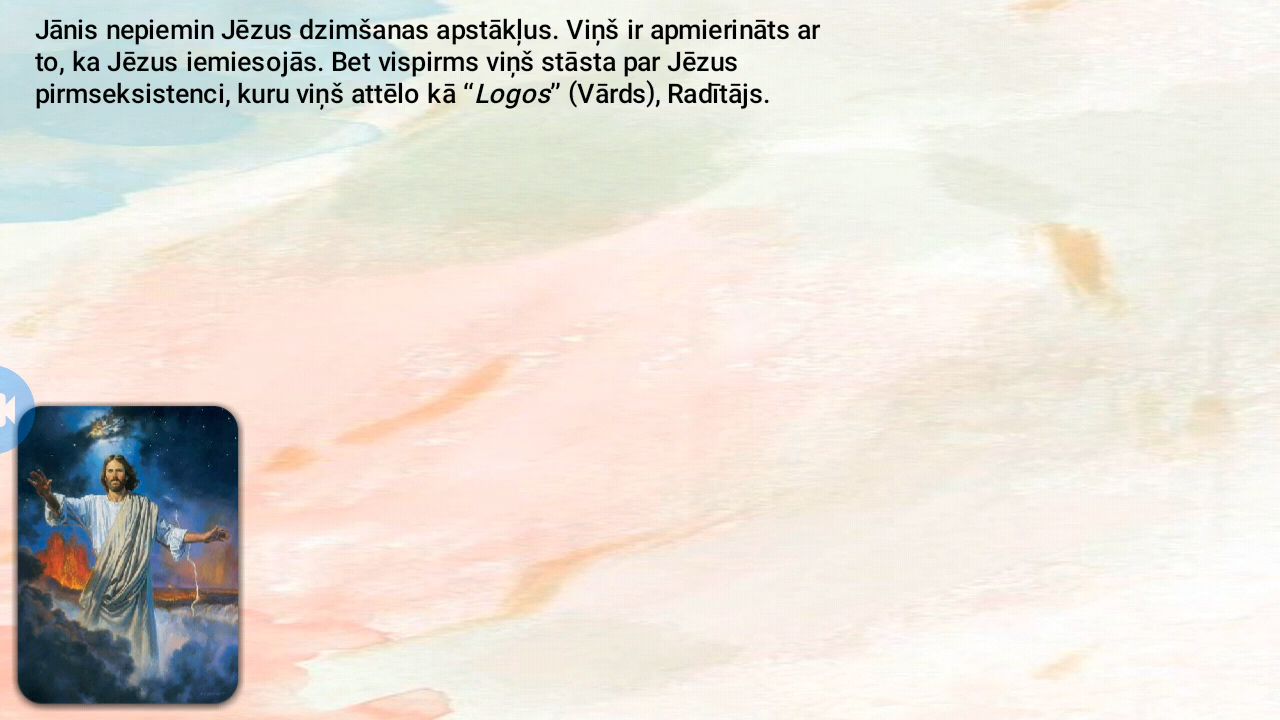 Jānis nepiemin Jēzus dzimšanas apstākļus. Viņš ir apmierināts ar
to, ka Jēzus iemiesojās. Bet vispirms viņš stāsta par Jēzus
pirmseksistenci, kuru viņš attēlo kā “Logos” (Vārds), Radītājs.